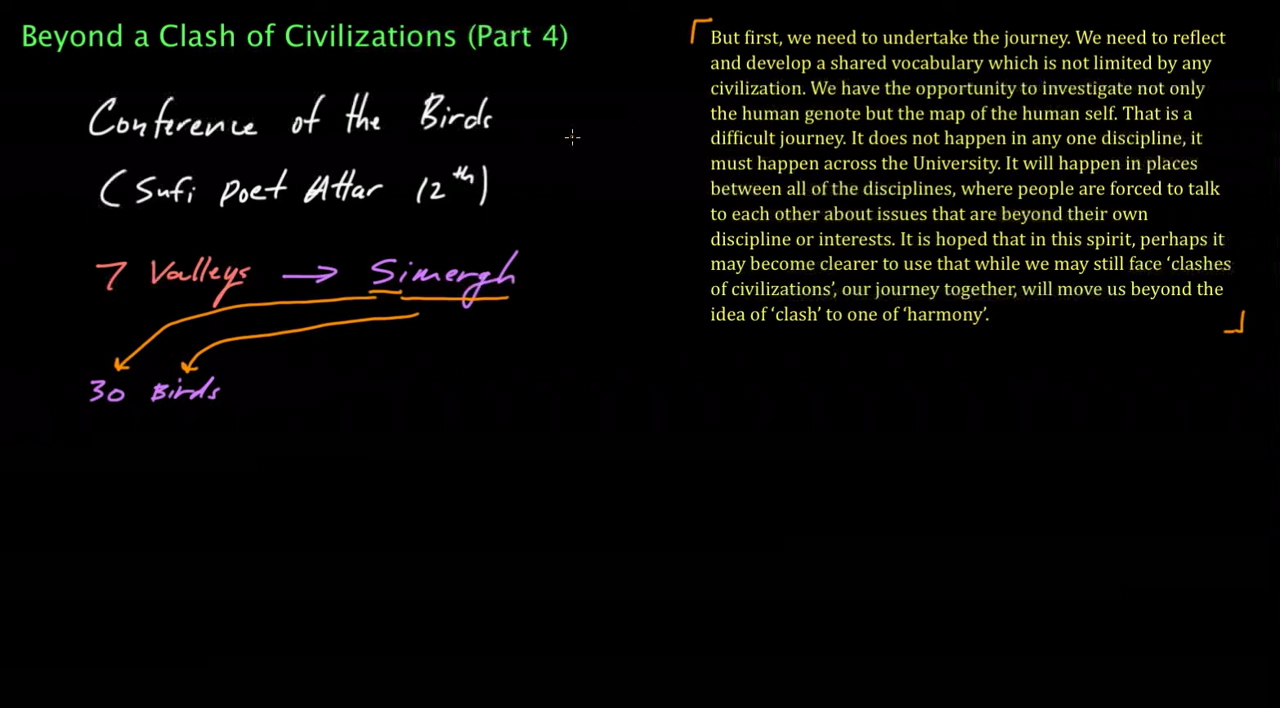 Beyond a Clash of Civilizations (Part 4)
Conference of the Birds
(Sufi Poet Attar 12th)
7 Valleys → Simergh
30 Birds
But first, we need to undertake the journey. We need to reflect
and develop a shared vocabulary which is not limited by any
civilization. We have the opportunity to investigate not only
the human genote but the map of the human self. That is a
difficult journey. It does not happen in any one discipline, it
must happen across the University. It will happen in places
between all of the disciplines, where people are forced to talk
to each other about issues that are beyond their own
discipline or interests. It is hoped that in this spirit, perhaps it
may become clearer to use that while we may still face ‘clashes
of civilizations’, our journey together, will move us beyond the
idea of ‘clash’ to one of ‘harmony’.